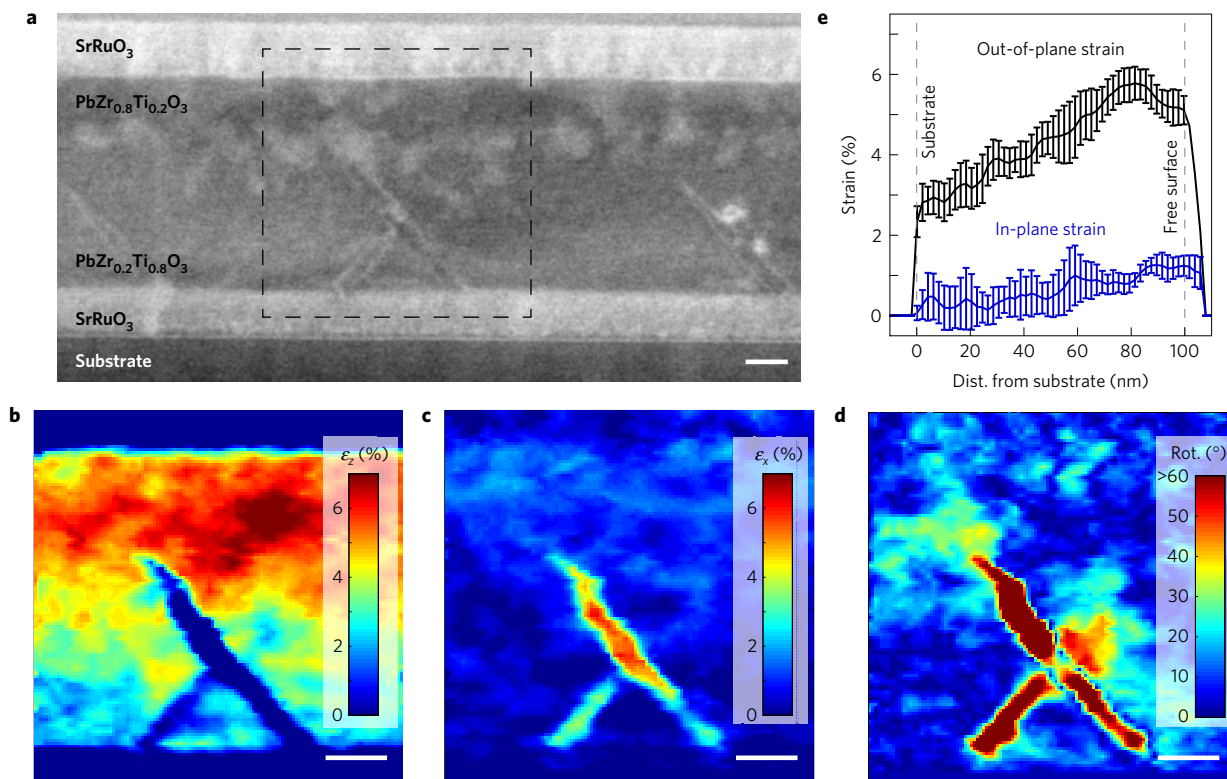 a
SrRuO3
PbZr0.8Ti0.2O3
PbZr0.2Ti0.8O3
SrRuO3
Substrate
e
Out-of-plane strain
Substrate
Free surface
In-plane strain
Strain (%)
6
4
2
0
0 20 40 60 80 100
Dist. from substrate (nm)
b
εz (%)
6
4
2
0
c
εx (%)
6
4
2
0
d
Rot. (°)
>60
50
40
30
20
10
0